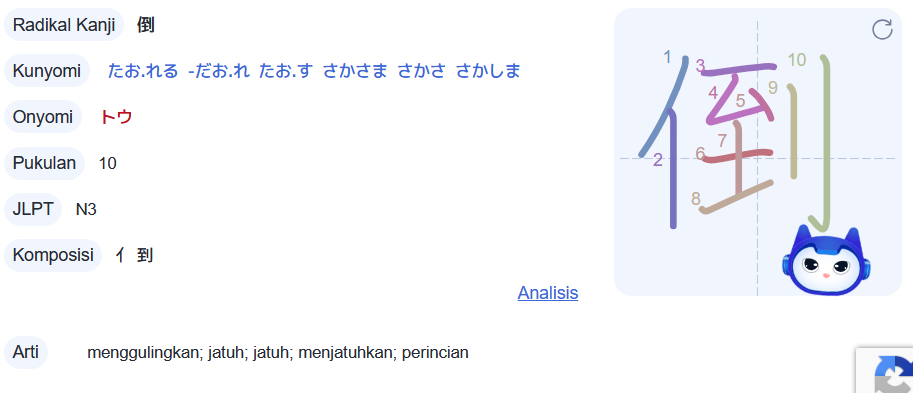 Radikal Kanji 倒
Kunyomi たお.れる -だお.れ たお.す さかさま さかさ さかしま
Onyomi トウ
Pukulan 10
JLPT N3
Komposisi 亻 到
Analisis
Arti menggulingkan; jatuh; jatuh; menjatuhkan; perincian
倒
1
2
3
4
5
6
7
8
9
10